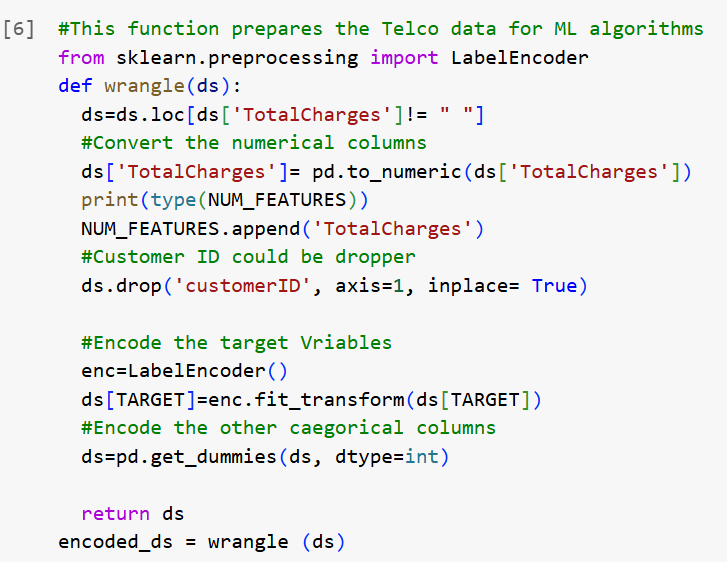 [6] #This function prepares the Telco data for ML algorithms
from sklearn.preprocessing import LabelEncoder
def wrangle(ds):
  ds=ds.loc[ds['TotalCharges']!= " "]
  #Convert the numerical columns
  ds['TotalCharges']= pd.to_numeric(ds['TotalCharges'])
  print(type(NUM_FEATURES))
  NUM_FEATURES.append('TotalCharges')
  #Customer ID could be dropper
  ds.drop('customerID', axis=1, inplace= True)

  #Encode the target Vriables
  enc=LabelEncoder()
  ds[TARGET]=enc.fit_transform(ds[TARGET])
  #Encode the other caegorical columns
  ds=pd.get_dummies(ds, dtype=int)

  return ds
encoded_ds = wrangle (ds)